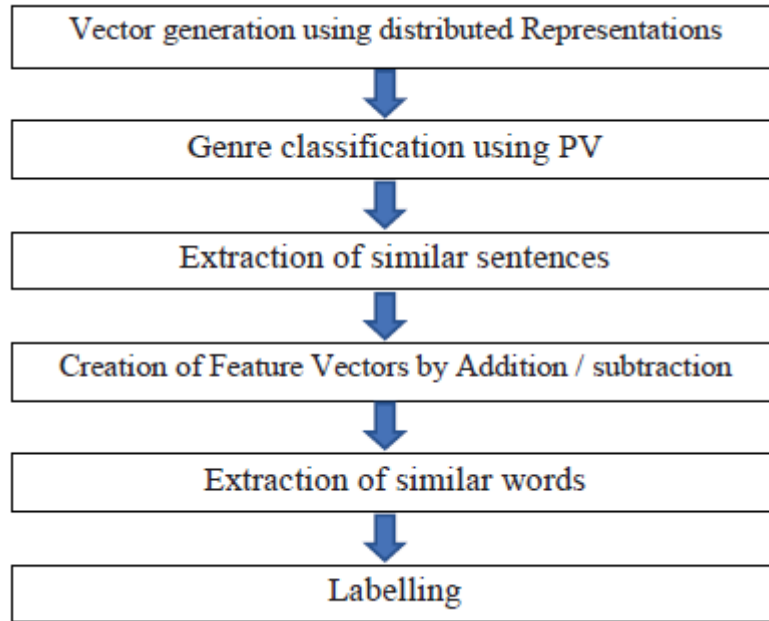 Vector generation using distributed Representations
Genre classification using PV
Extraction of similar sentences
Creation of Feature Vectors by Addition / subtraction
Extraction of similar words
Labelling